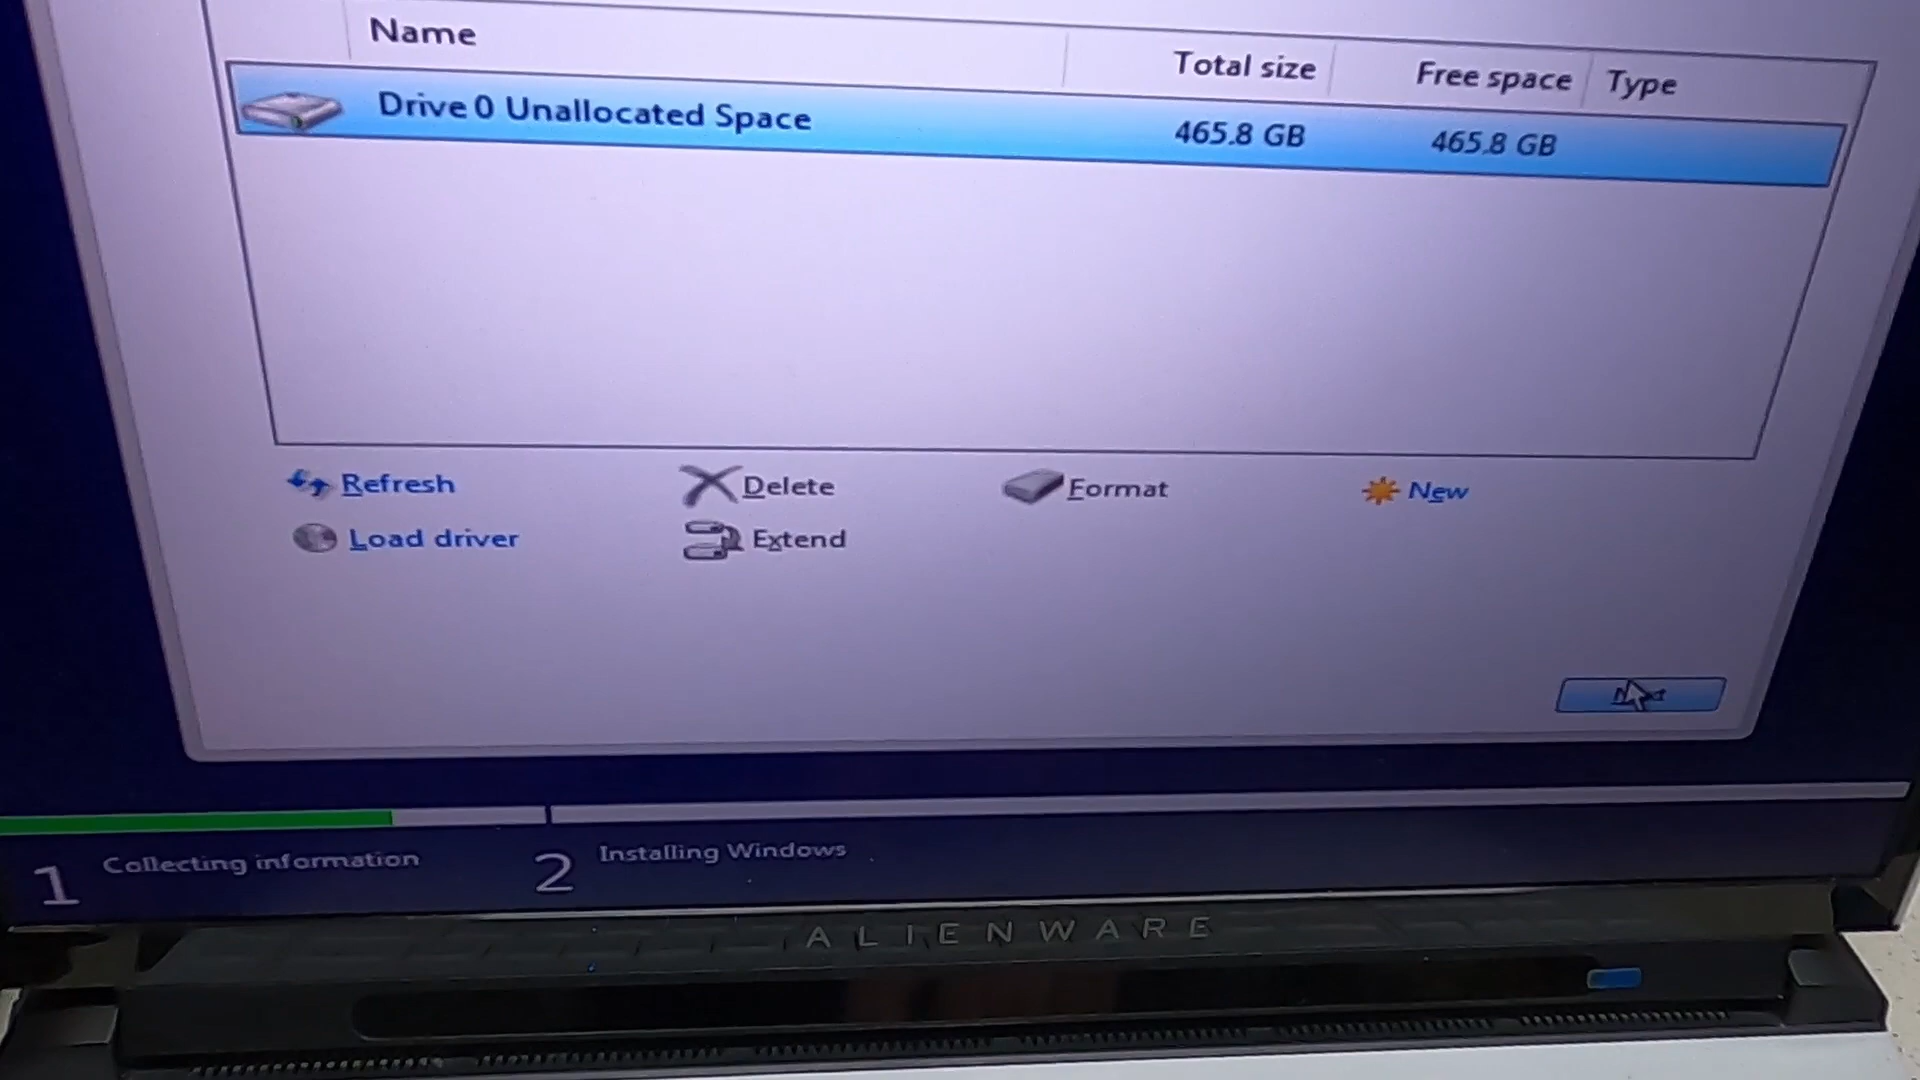 Name Total size Free space Type
Drive 0 Unallocated Space 465.8 GB 465.8 GB
Refresh Delete Format New
Load driver Extend
Next
1 Collecting information 2 Installing Windows
ALIENWARE